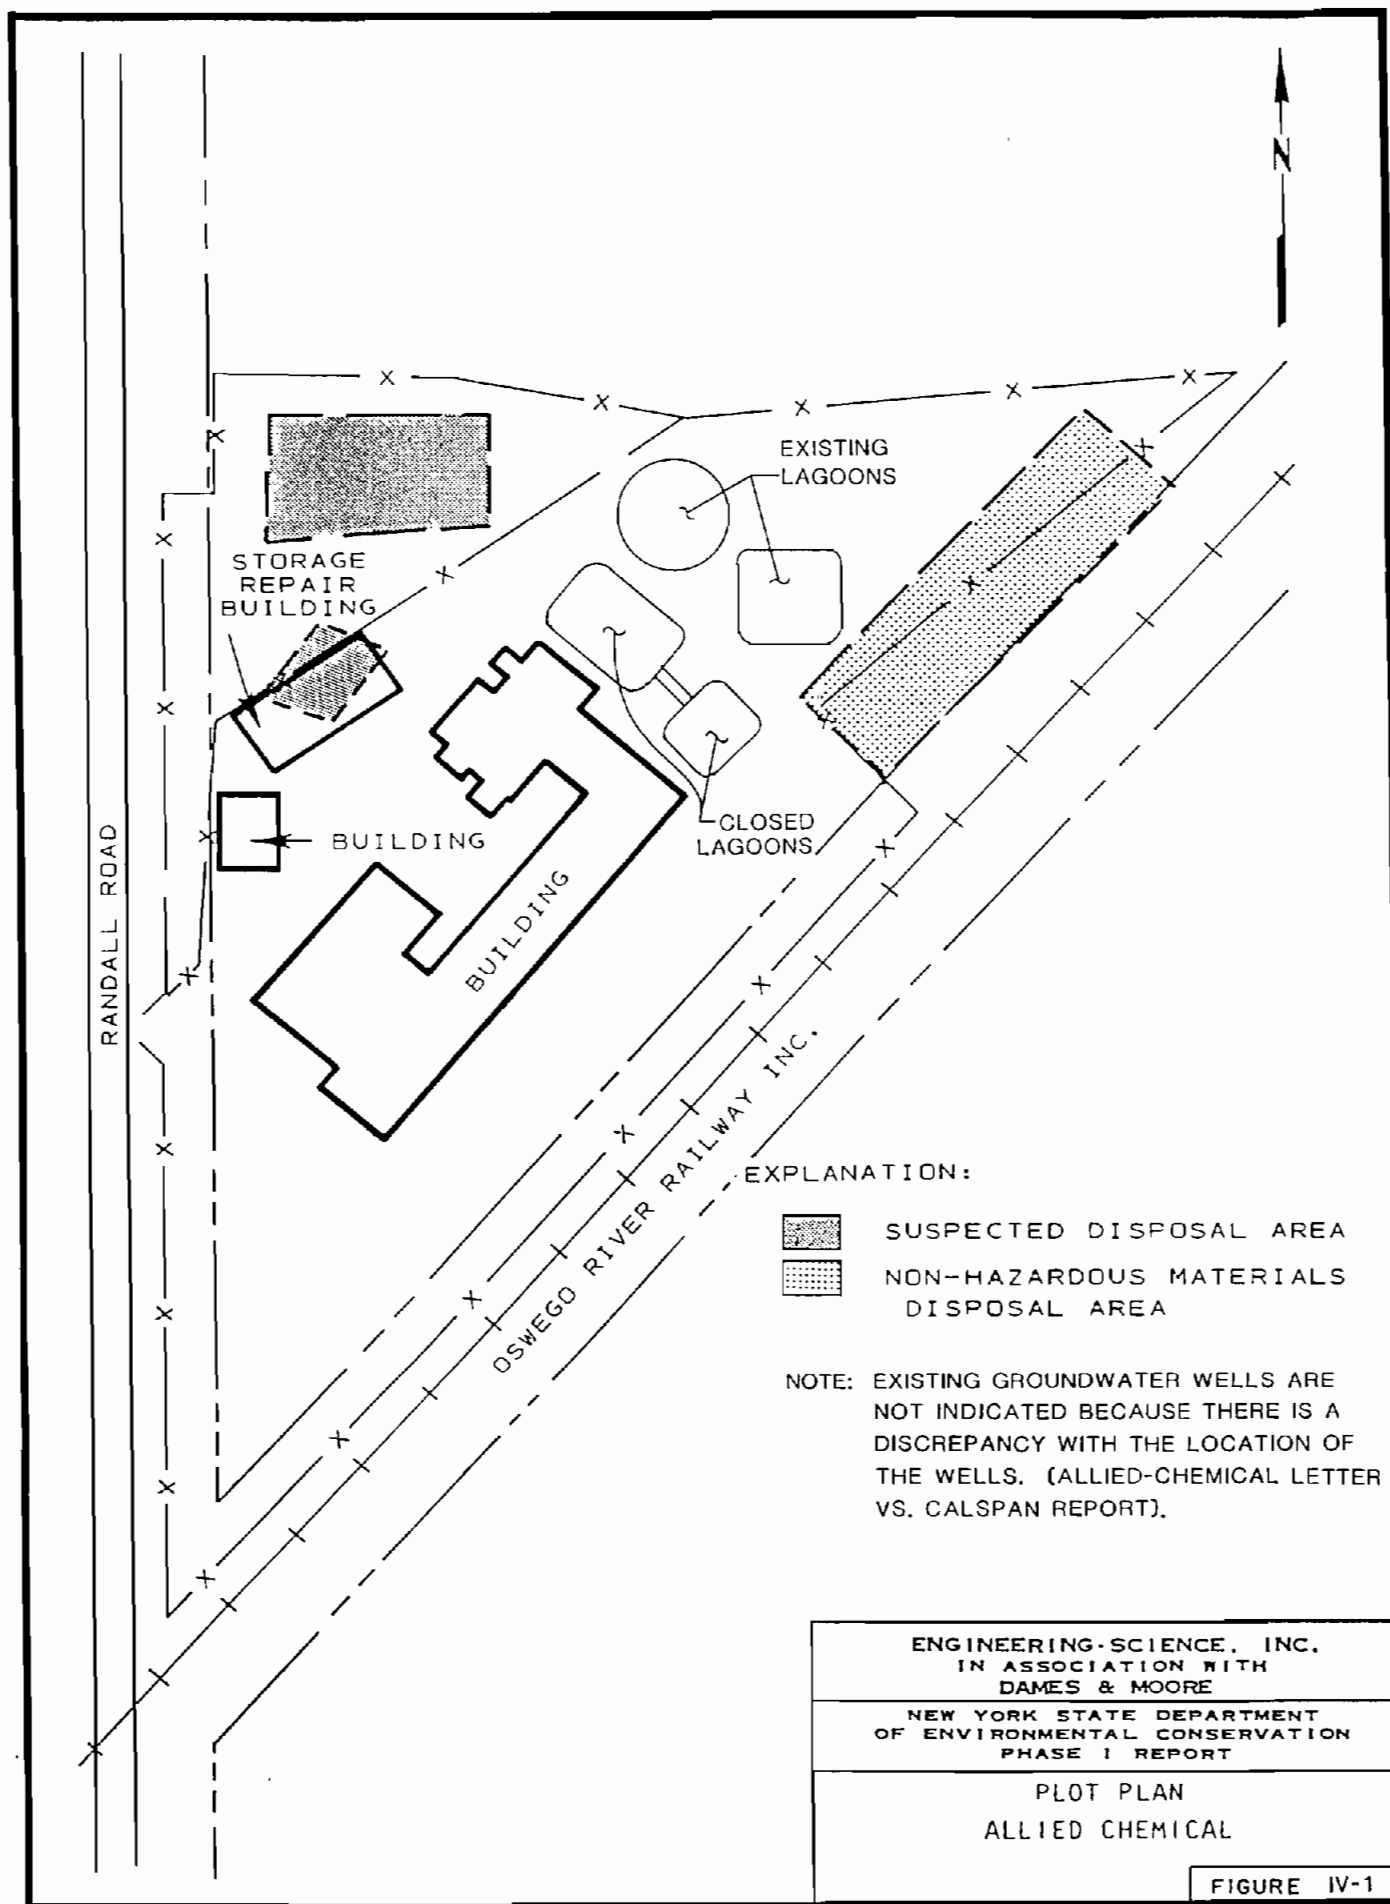 N
EXISTING
LAGOONS
STORAGE
REPAIR
BUILDING
BUILDING
CLOSED
LAGOONS
BUILDING
RANDALL ROAD
OSWEGO RIVER RAILWAY INC.
EXPLANATION:
SUSPECTED DISPOSAL AREA
NON-HAZARDOUS MATERIALS
DISPOSAL AREA
NOTE: EXISTING GROUNDWATER WELLS ARE
NOT INDICATED BECAUSE THERE IS A
DISCREPANCY WITH THE LOCATION OF
THE WELLS. (ALLIED-CHEMICAL LETTER
VS. CALSPAN REPORT).
ENGINEERING-SCIENCE, INC.
IN ASSOCIATION WITH
DAMES & MOORE
NEW YORK STATE DEPARTMENT
OF ENVIRONMENTAL CONSERVATION
PHASE I REPORT
PLOT PLAN
ALLIED CHEMICAL
FIGURE IV-1